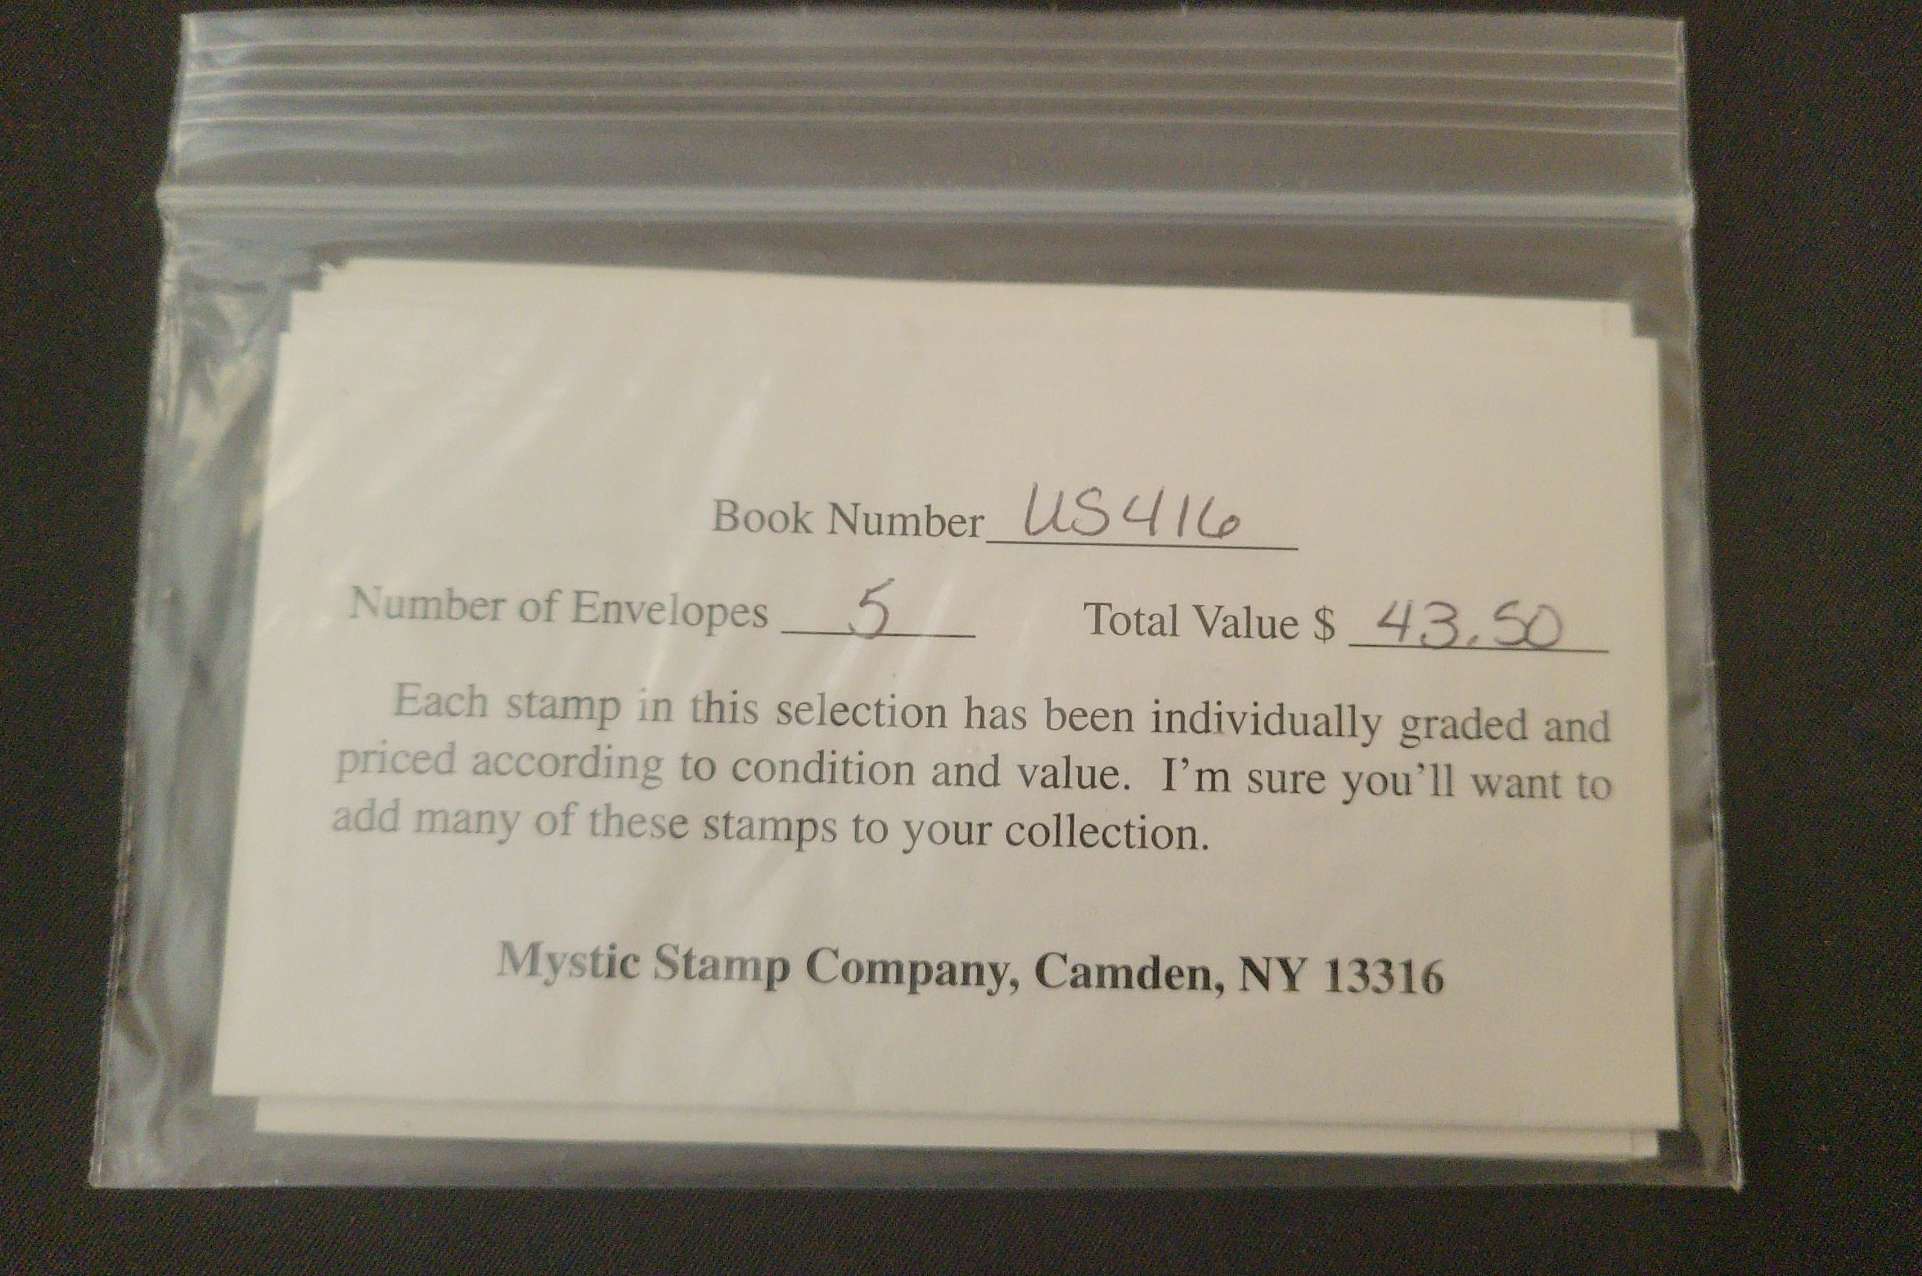 Book Number US416
Number of Envelopes 5 Total Value $ 43.50
Each stamp in this selection has been individually graded and
priced according to condition and value. I'm sure you'll want to
add many of these stamps to your collection.
Mystic Stamp Company, Camden, NY 13316